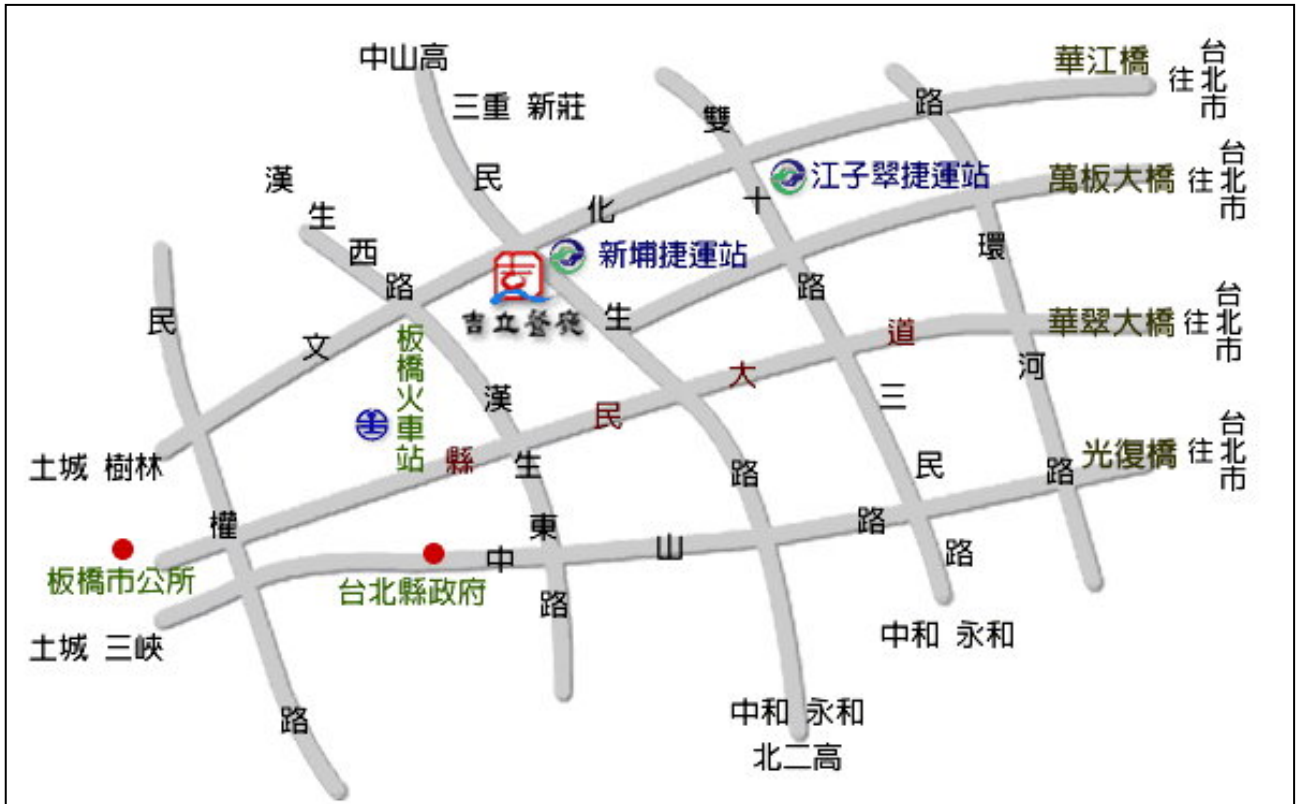 中山高
三重 新莊
華江橋
往台北市
萬板大橋
往台北市
華翠大橋
往台北市
光復橋
往台北市
江子翠捷運站
新埔捷運站
吉立餐廳
板橋火車站
漢生西路
漢生東路
民生路
文化路
雙十路
三民路
環河路
縣民大道
民權路
中山路
土城 樹林
板橋市公所
台北縣政府
土城 三峽
中和 永和
中和 永和
北二高